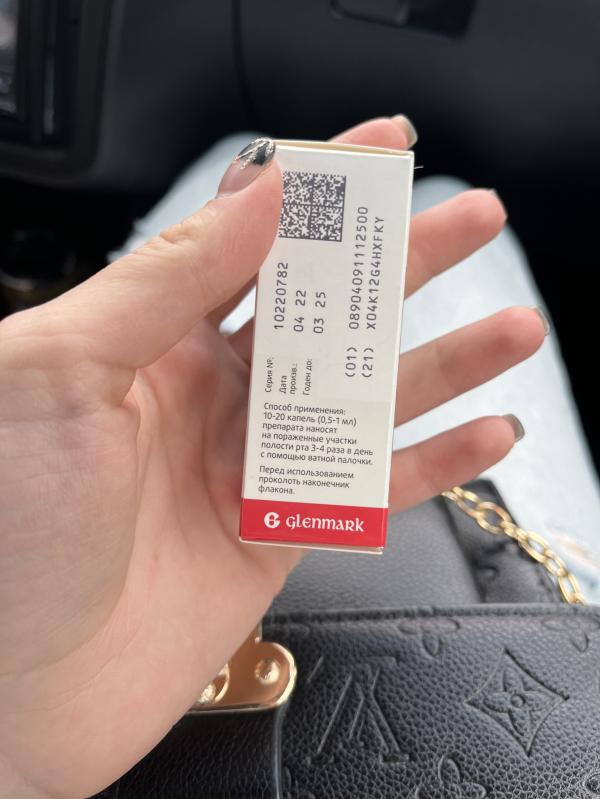 Серия №: 10220782
Дата произв.: 04 22
Годен до: 03 25
(01) 08904091112500
(21) X04K12G4HXFKY
Способ применения:
10-20 капель (0,5-1 мл)
препарата наносят
на пораженные участки
полости рта 3-4 раза в день
с помощью ватной палочки.
Перед использованием
проколоть наконечник
флакона.
glenmark